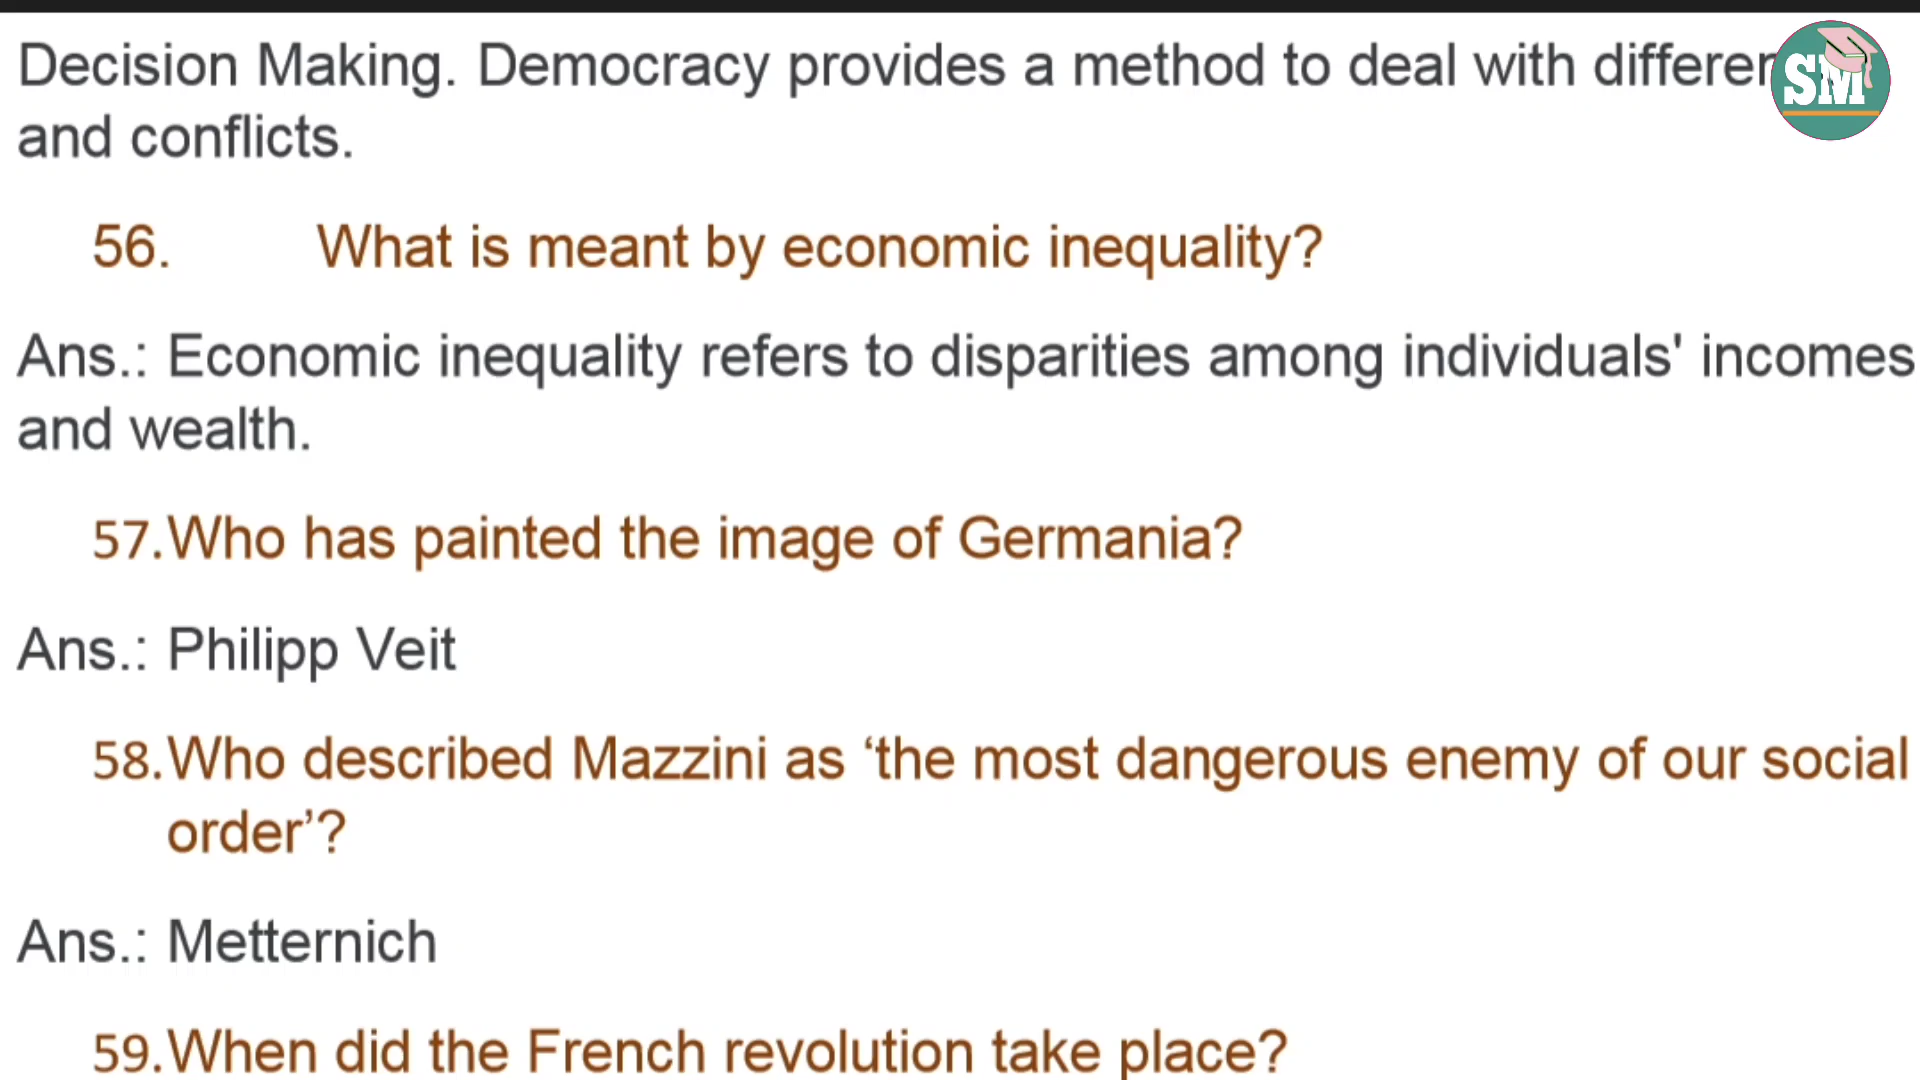 Decision Making. Democracy provides a method to deal with
and conflicts.
56. What is meant by economic inequality?
Ans.: Economic inequality refers to disparities among individuals' incomes
and wealth.
57. Who has painted the image of Germania?
Ans.: Philipp Veit
58. Who described Mazzini as ‘the most dangerous enemy of our social
order’?
Ans.: Metternich
59. When did the French revolution take place?
SM